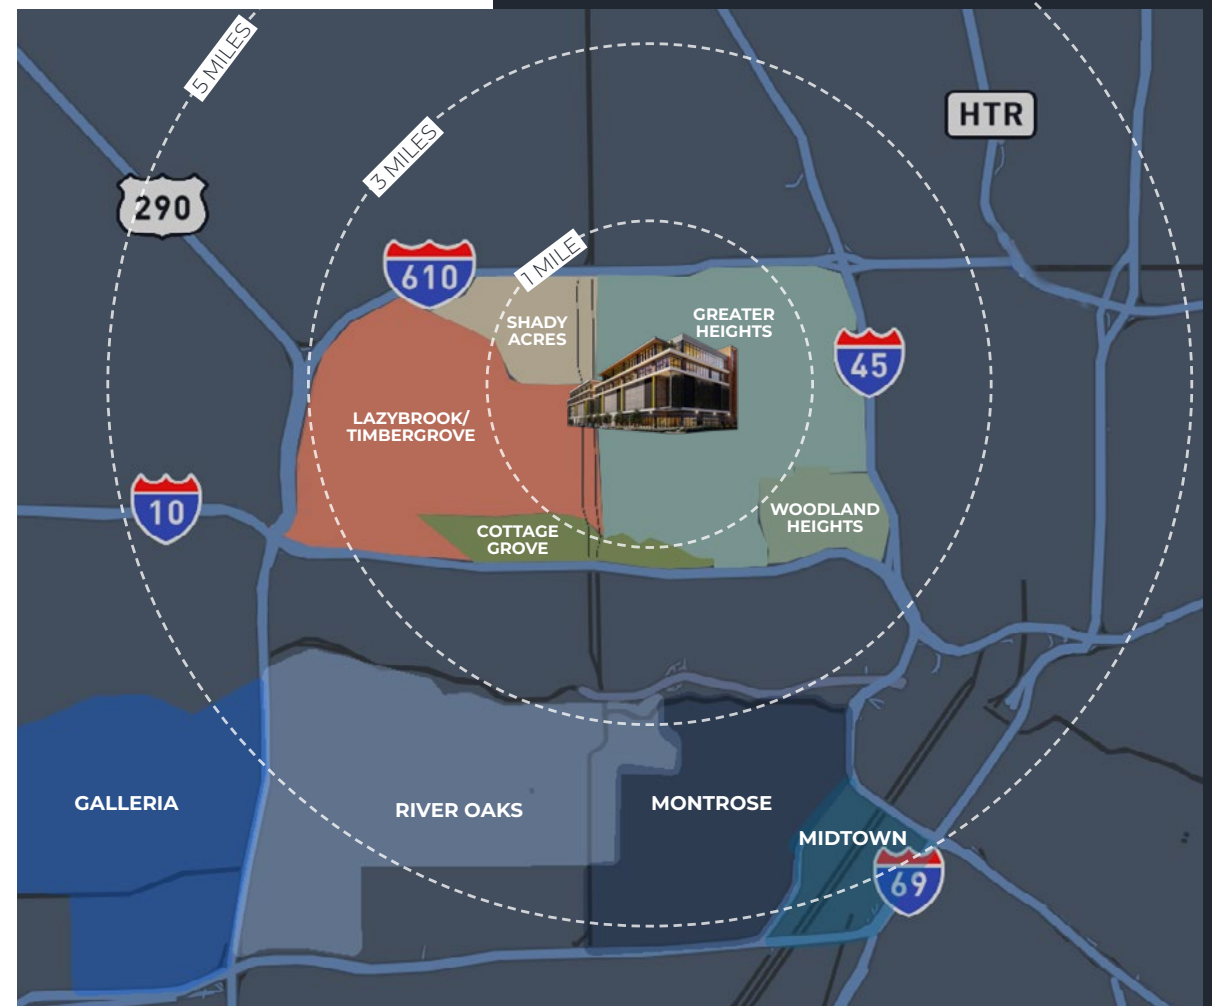 5 MILES
HTR
3 MILES
290
1 MILE
610
GREATER
HEIGHTS
SHADY
ACRES
45
LAZYBROOK/
TIMBERGROVE
10
WOODLAND
HEIGHTS
COTTAGE
GROVE
GALLERIA
RIVER OAKS
MONTROSE
MIDTOWN
69